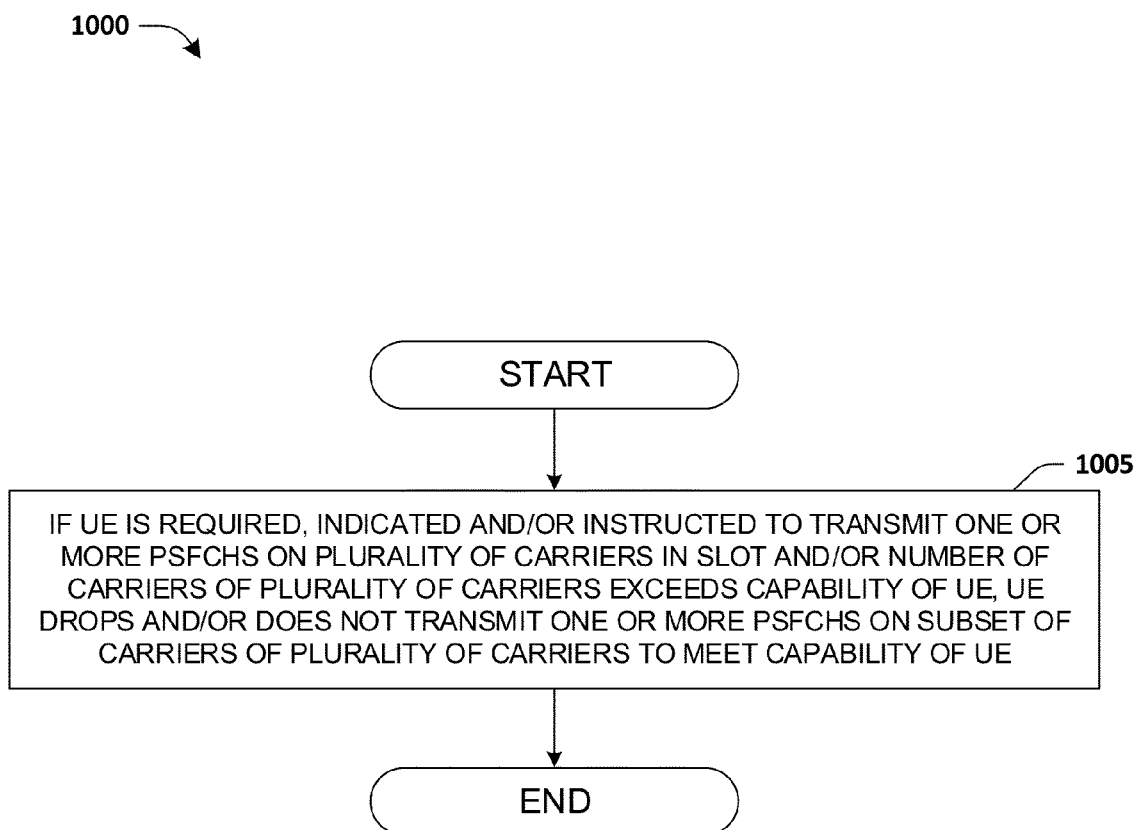 1000
START
1005
IF UE IS REQUIRED, INDICATED AND/OR INSTRUCTED TO TRANSMIT ONE OR
MORE PSFCHS ON PLURALITY OF CARRIERS IN SLOT AND/OR NUMBER OF
CARRIERS OF PLURALITY OF CARRIERS EXCEEDS CAPABILITY OF UE, UE
DROPS AND/OR DOES NOT TRANSMIT ONE OR MORE PSFCHS ON SUBSET OF
CARRIERS OF PLURALITY OF CARRIERS TO MEET CAPABILITY OF UE
END